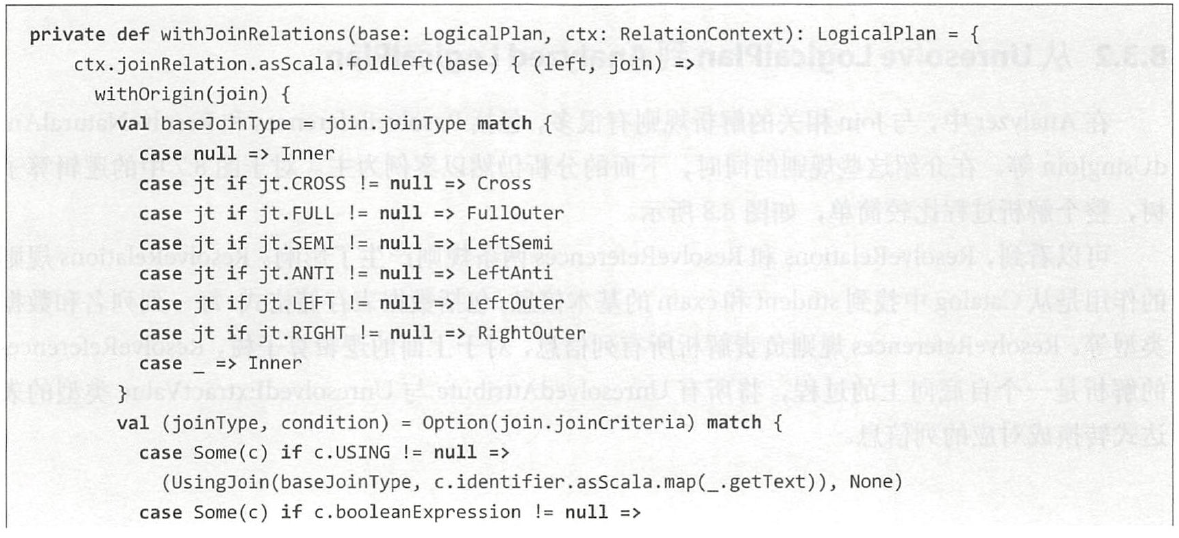 private def withJoinRelations(base: LogicalPlan, ctx: RelationContext): LogicalPlan = {
ctx.joinRelation.asScala.foldLeft(base) { (left, join) =>
withOrigin(join) {
val baseJoinType = join.joinType match {
case null => Inner
case jt if jt.CROSS != null => Cross
case jt if jt.FULL != null => FullOuter
case jt if jt.SEMI != null => LeftSemi
case jt if jt.ANTI != null => LeftAnti
case jt if jt.LEFT != null => LeftOuter
case jt if jt.RIGHT != null => RightOuter
case _ => Inner
}
val (joinType, condition) = Option(join.joinCriteria) match {
case Some(c) if c.USING != null =>
(UsingJoin(baseJoinType, c.identifier.asScala.map(_.getText)), None)
case Some(c) if c.booleanExpression != null =>